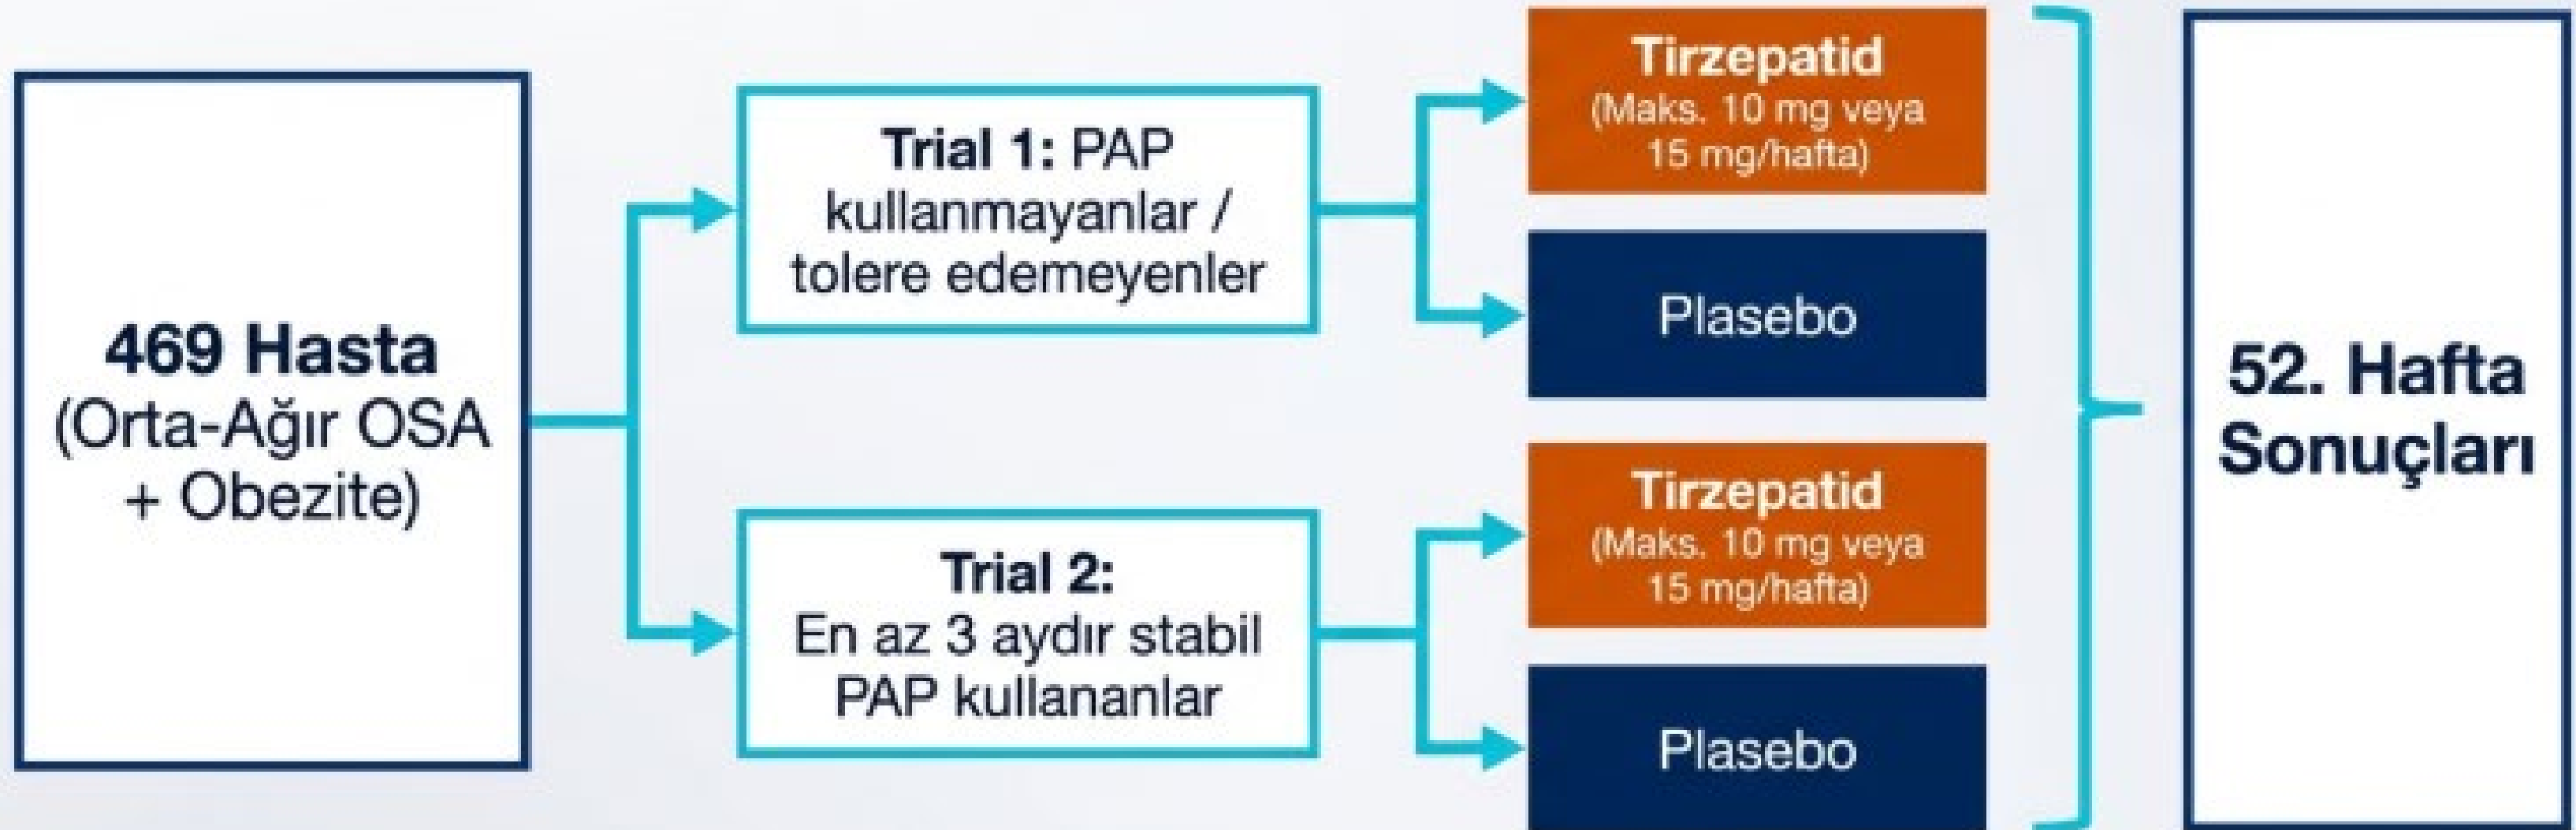 469 Hasta
(Orta-Ağır OSA
+ Obezite)
Trial 1: PAP
kullanmayanlar /
tolere edemeyenler
Tirzepatid
(Maks. 10 mg veya
15 mg/hafta)
Plasebo
Trial 2:
En az 3 aydır stabil
PAP kullananlar
Tirzepatid
(Maks. 10 mg veya
15 mg/hafta)
Plasebo
52. Hafta
Sonuçları